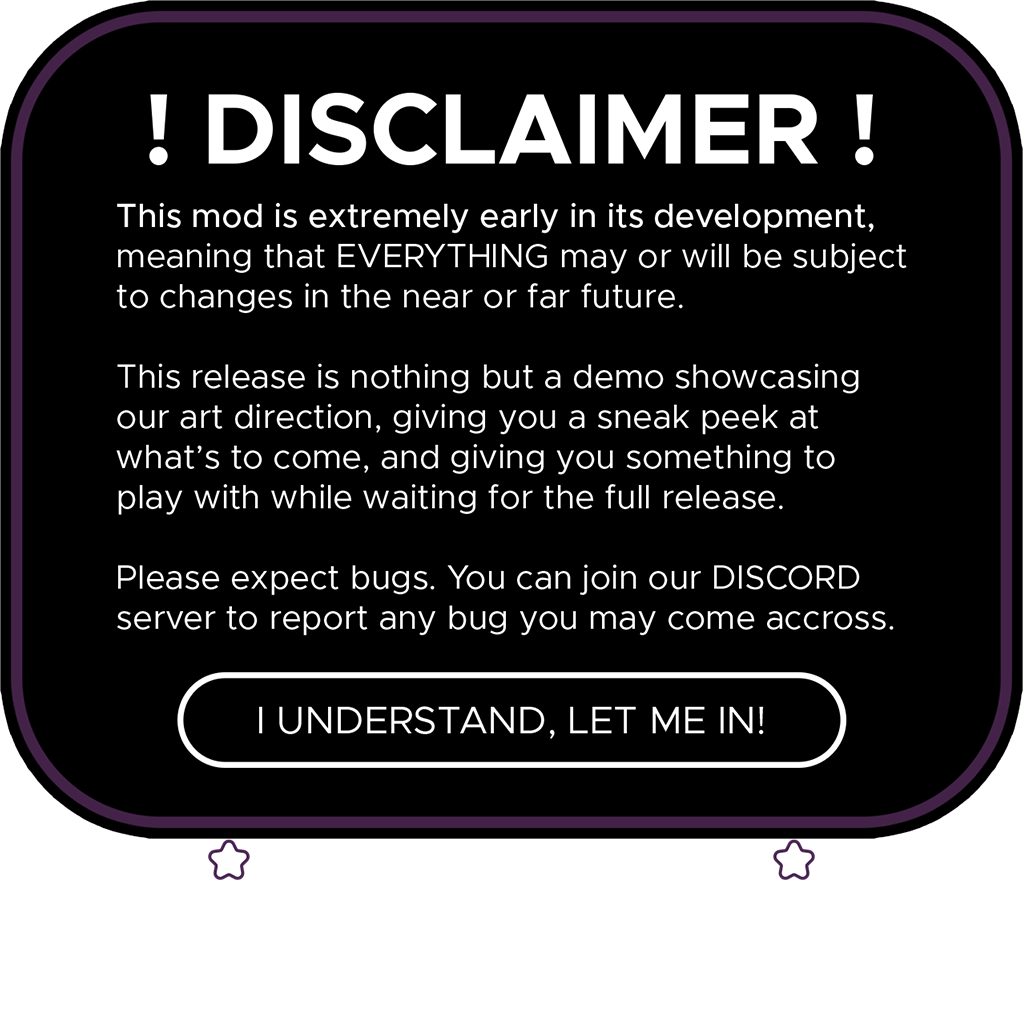 ! DISCLAIMER !
This mod is extremely early in its development,
meaning that EVERYTHING may or will be subject
to changes in the near or far future.
This release is nothing but a demo showcasing
our art direction, giving you a sneak peek at
what’s to come, and giving you something to
play with while waiting for the full release.
Please expect bugs. You can join our DISCORD
server to report any bug you may come accross.
I UNDERSTAND, LET ME IN!